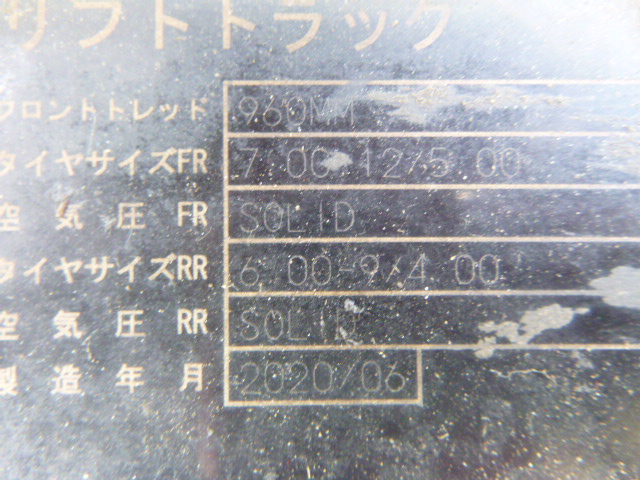 リフトトラック
フロントトレッド 960MM
タイヤサイズFR 7.00-12/5.00
空気圧 FR SOLID
タイヤサイズRR 6.00-9/4.00
空気圧 RR SOLID
製造年月 2020/06